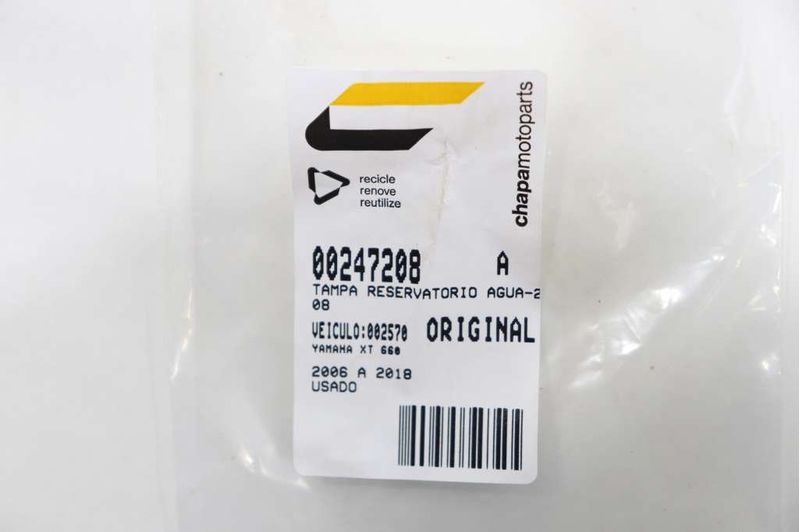 chapamotoparts
recicle
renove
reutilize
00247208 A
TAMPA RESERVATORIO AGUA-2
08
VEICULO:002570 ORIGINAL
YAMAHA XT 660
2006 A 2018
USADO